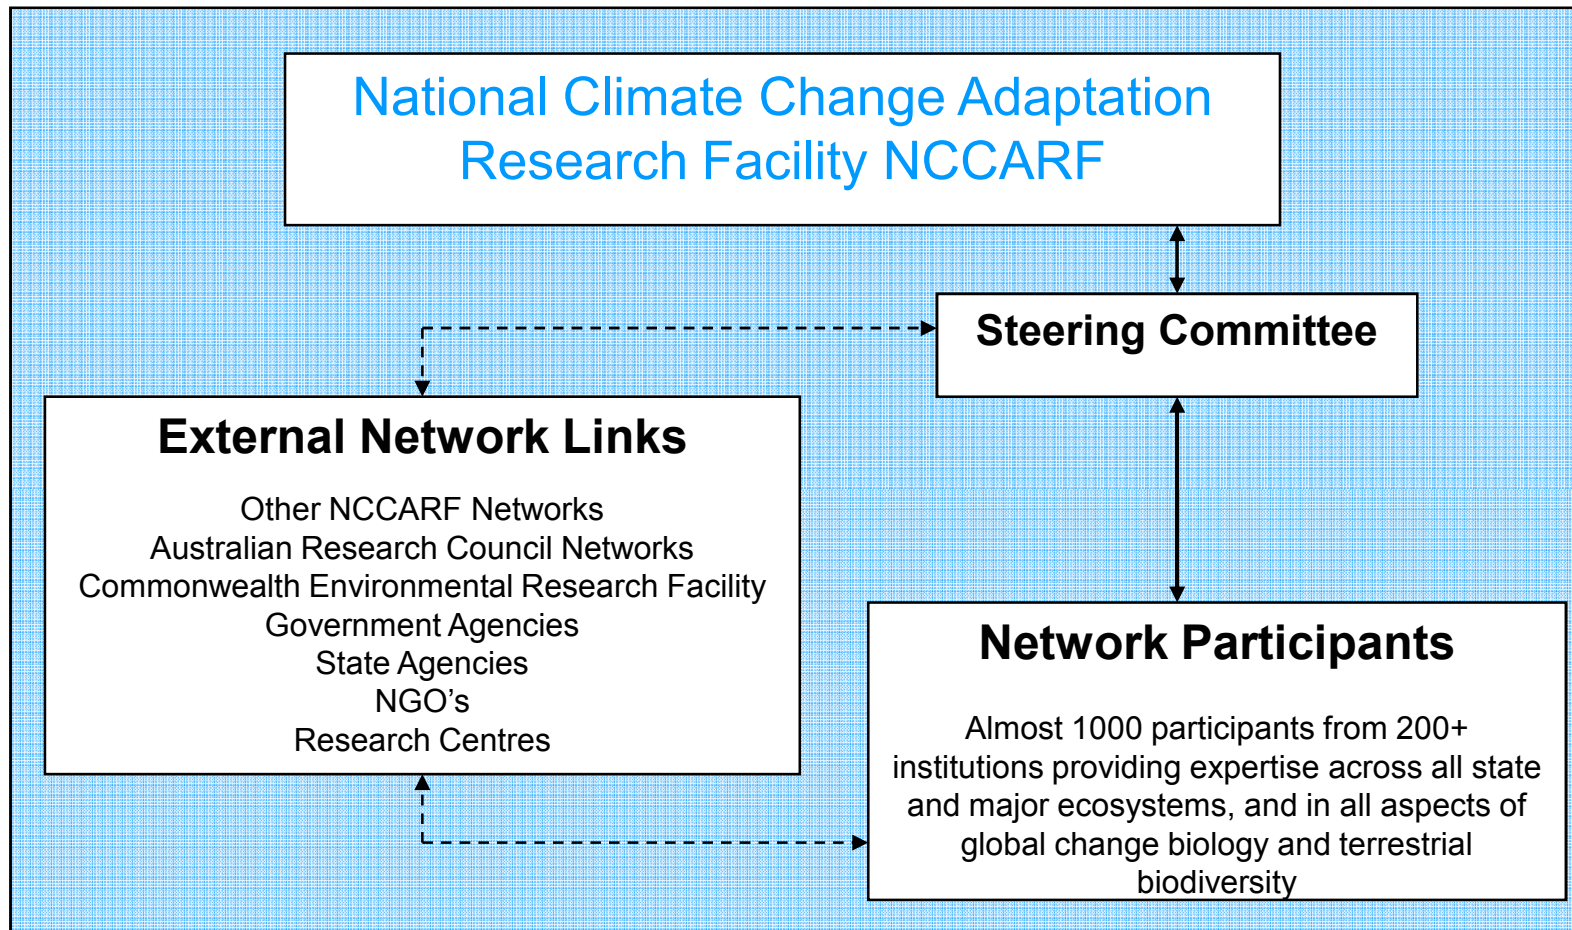 National Climate Change Adaptation
Research Facility NCCARF
Steering Committee
External Network Links
Other NCCARF Networks
Australian Research Council Networks
Commonwealth Environmental Research Facility
Government Agencies
State Agencies
NGO’s
Research Centres
Network Participants
Almost 1000 participants from 200+
institutions providing expertise across all state
and major ecosystems, and in all aspects of
global change biology and terrestrial
biodiversity